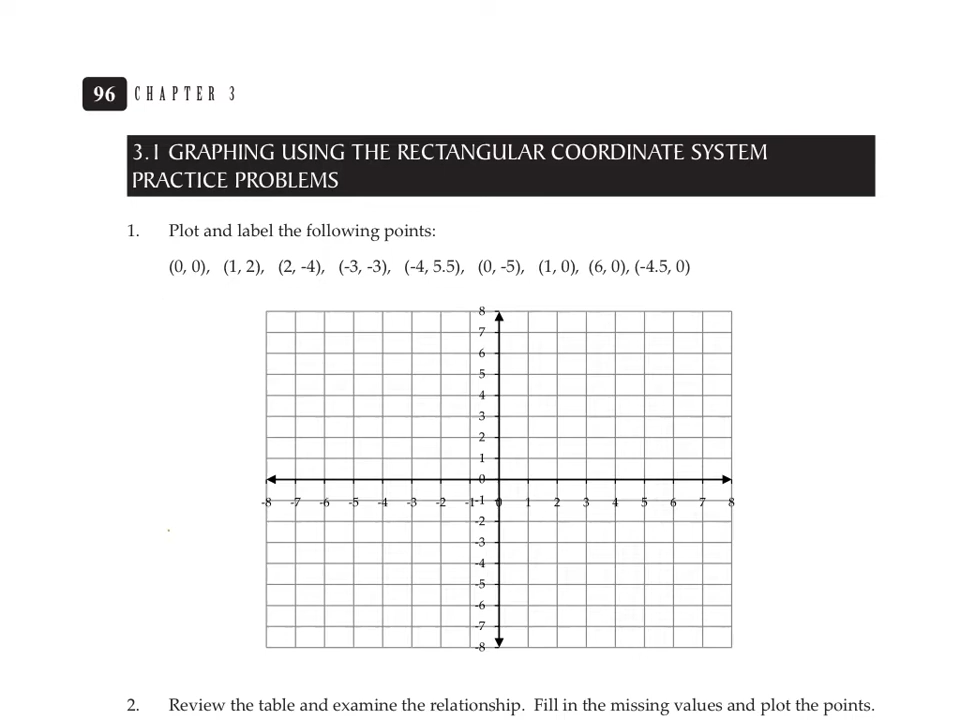 96 CHAPTER 3
3.1 GRAPHING USING THE RECTANGULAR COORDINATE SYSTEM
PRACTICE PROBLEMS
1. Plot and label the following points:
(0, 0), (1, 2), (2, -4), (-3, -3), (-4, 5.5), (0, -5), (1, 0), (6, 0), (-4.5, 0)
8
7
6
5
4
3
2
1
0
-8 -7 -6 -5 -4 -3 -2 -1 0 1 2 3 4 5 6 7 8
-1
-2
-3
-4
-5
-6
-7
-8
2. Review the table and examine the relationship. Fill in the missing values and plot the points.